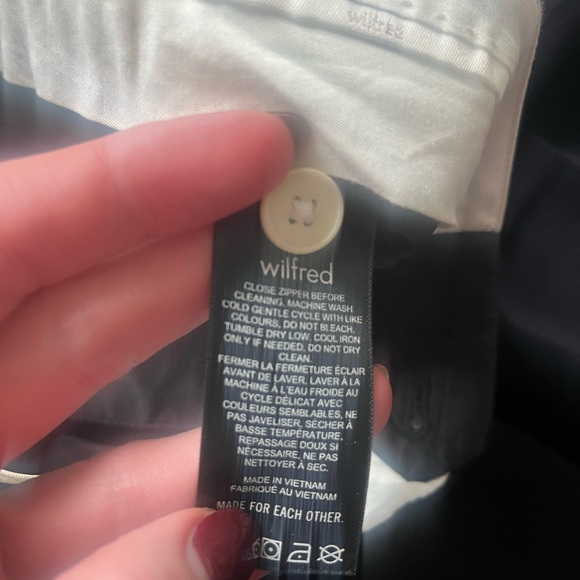 wilfred
CLOSE ZIPPER BEFORE
CLEANING. MACHINE WASH
COLD GENTLE CYCLE WITH LIKE
COLOURS, DO NOT BLEACH,
TUMBLE DRY LOW, COOL IRON
ONLY IF NEEDED, DO NOT DRY
CLEAN.
FERMER LA FERMETURE ÉCLAIR
AVANT DE LAVER, LAVER À LA
MACHINE À L'EAU FROIDE AU
CYCLE DÉLICAT AVEC
COULEURS SEMBLABLES, NE
PAS JAVELISER, SÉCHER À
BASSE TEMPÉRATURE,
REPASSAGE DOUX SI
NÉCESSAIRE, NE PAS
NETTOYER À SEC.
MADE IN VIETNAM
FABRIQUÉ AU VIETNAM
MADE FOR EACH OTHER.